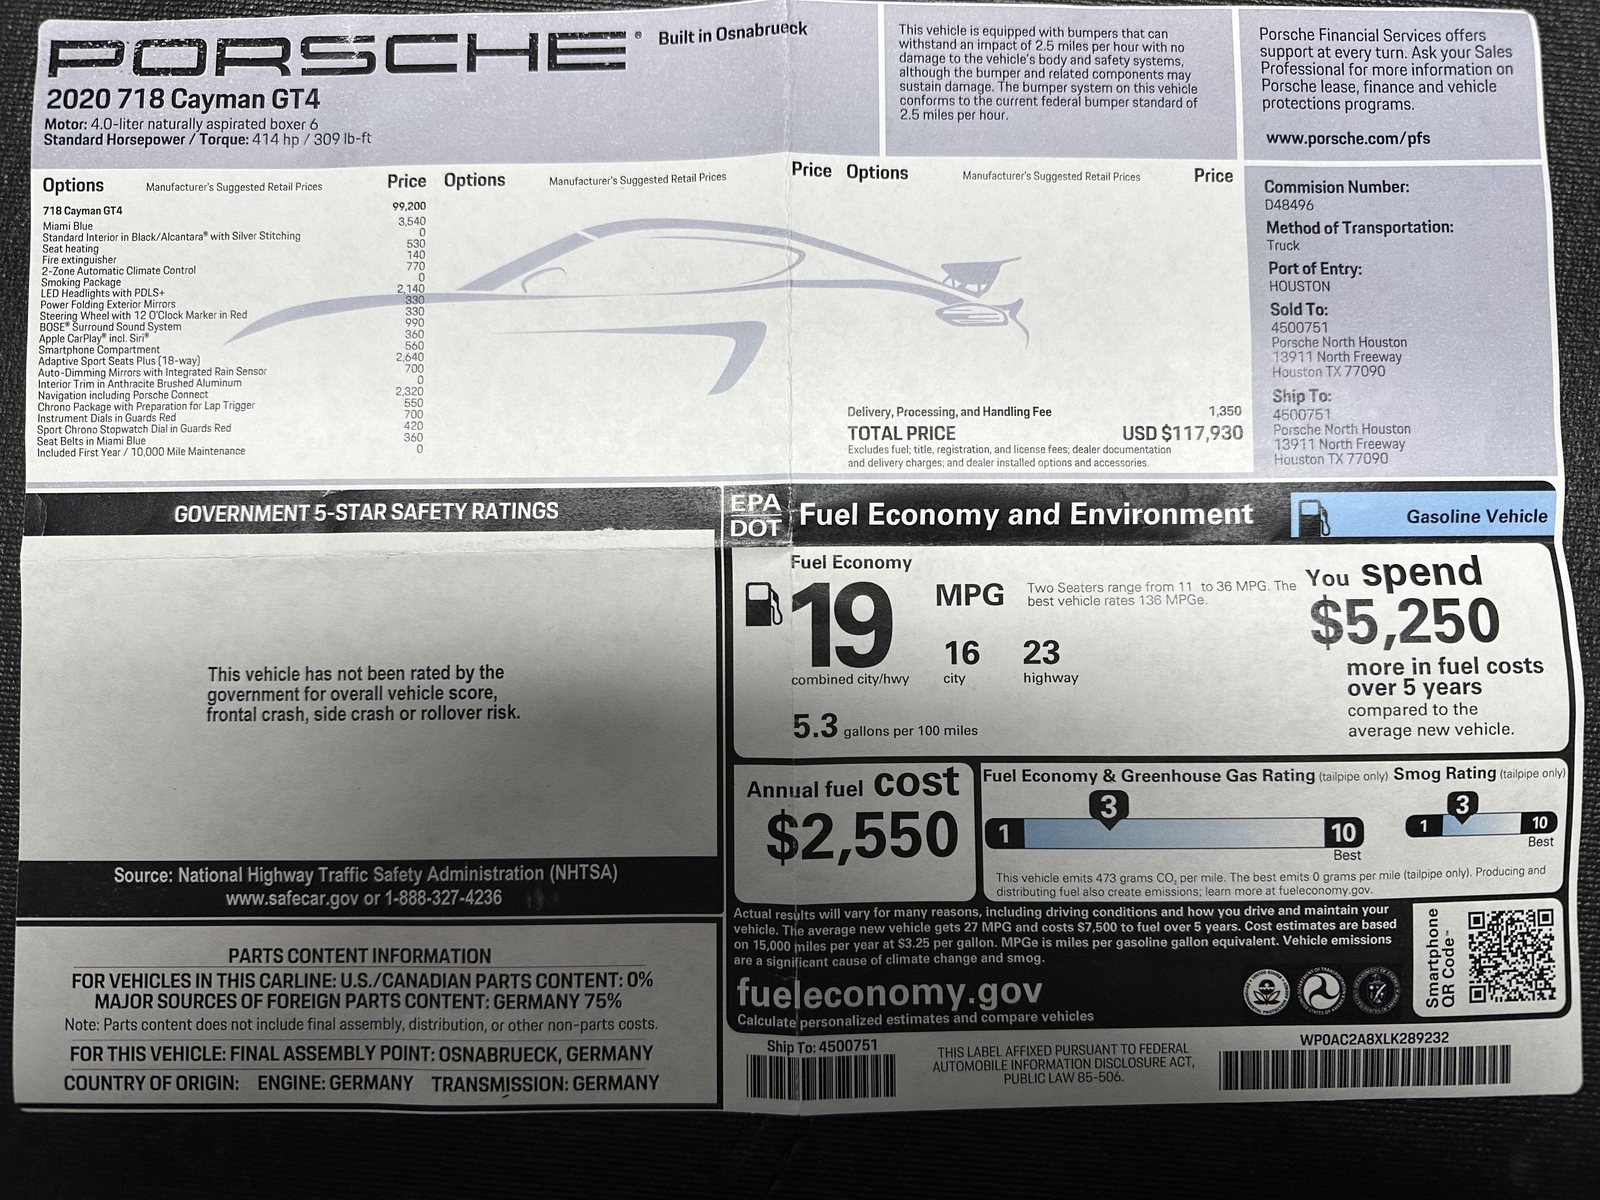 PORSCHE® Built in Osnabrueck
2020 718 Cayman GT4
Motor: 4.0-liter naturally aspirated boxer 6
Standard Horsepower / Torque: 414 hp / 309 lb-ft
This vehicle is equipped with bumpers that can
withstand an impact of 2.5 miles per hour with no
damage to the vehicle's body and safety systems,
although the bumper and related components may
sustain damage. The bumper system on this vehicle
conforms to the current federal bumper standard of
2.5 miles per hour.
Porsche Financial Services offers
support at every turn. Ask your Sales
Professional for more information on
Porsche lease, finance and vehicle
protections programs.
www.porsche.com/pfs
Options Manufacturer's Suggested Retail Prices Price Options Manufacturer's Suggested Retail Prices Price Options Manufacturer's Suggested Retail Prices Price
718 Cayman GT4 99,200
Miami Blue 3,540
Standard Interior in Black/Alcantara® with Silver Stitching 0
Seat heating 530
Fire extinguisher 140
2-Zone Automatic Climate Control 770
Smoking Package 0
LED Headlights with PDLS+ 2,140
Power Folding Exterior Mirrors 330
Steering Wheel with 12 O'Clock Marker in Red 330
BOSE® Surround Sound System 990
Apple CarPlay® incl. Siri® 360
Smartphone Compartment 560
Adaptive Sport Seats Plus (18-way) 2,640
Auto-Dimming Mirrors with Integrated Rain Sensor 700
Interior Trim in Anthracite Brushed Aluminum 0
Navigation including Porsche Connect 2,320
Chrono Package with Preparation for Lap Trigger 550
Instrument Dials in Guards Red 700
Sport Chrono Stopwatch Dial in Guards Red 420
Seat Belts in Miami Blue 360
Included First Year / 10,000 Mile Maintenance 0
Delivery, Processing, and Handling Fee 1,350
TOTAL PRICE USD $117,930
Excludes fuel; title, registration, and license fees; dealer documentation
and delivery charges; and dealer installed options and accessories.
Commision Number:
D48496
Method of Transportation:
Truck
Port of Entry:
HOUSTON
Sold To:
4500751
Porsche North Houston
13911 North Freeway
Houston TX 77090
Ship To:
4500751
Porsche North Houston
13911 North Freeway
Houston TX 77090
GOVERNMENT 5-STAR SAFETY RATINGS
This vehicle has not been rated by the
government for overall vehicle score,
frontal crash, side crash or rollover risk.
Source: National Highway Traffic Safety Administration (NHTSA)
www.safecar.gov or 1-888-327-4236
PARTS CONTENT INFORMATION
FOR VEHICLES IN THIS CARLINE: U.S./CANADIAN PARTS CONTENT: 0%
MAJOR SOURCES OF FOREIGN PARTS CONTENT: GERMANY 75%
Note: Parts content does not include final assembly, distribution, or other non-parts costs.
FOR THIS VEHICLE: FINAL ASSEMBLY POINT: OSNABRUECK, GERMANY
COUNTRY OF ORIGIN: ENGINE: GERMANY TRANSMISSION: GERMANY
EPA
DOT
Fuel Economy and Environment
Gasoline Vehicle
Fuel Economy
19 MPG
combined city/hwy
16
city
23
highway
5.3 gallons per 100 miles
Two Seaters range from 11 to 36 MPG. The
best vehicle rates 136 MPGe.
You spend
$5,250
more in fuel costs
over 5 years
compared to the
average new vehicle.
Annual fuel cost
$2,550
Fuel Economy & Greenhouse Gas Rating (tailpipe only)
3
1 10
Best
Smog Rating (tailpipe only)
3
1 10
Best
This vehicle emits 473 grams CO₂ per mile. The best emits 0 grams per mile (tailpipe only). Producing and
distributing fuel also create emissions; learn more at fueleconomy.gov.
Actual results will vary for many reasons, including driving conditions and how you drive and maintain your
vehicle. The average new vehicle gets 27 MPG and costs $7,500 to fuel over 5 years. Cost estimates are based
on 15,000 miles per year at $3.25 per gallon. MPGe is miles per gasoline gallon equivalent. Vehicle emissions
are a significant cause of climate change and smog.
fueleconomy.gov
Calculate personalized estimates and compare vehicles
Smartphone
QR Code™
Ship To: 4500751
THIS LABEL AFFIXED PURSUANT TO FEDERAL
AUTOMOBILE INFORMATION DISCLOSURE ACT,
PUBLIC LAW 85-506.
WP0AC2A8XLK289232